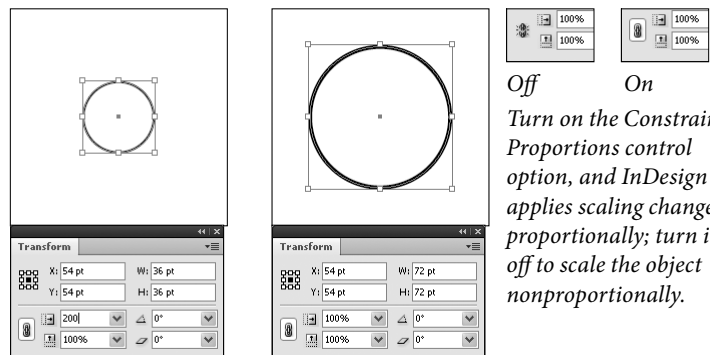 Transform
X: 54 pt W: 36 pt
Y: 54 pt H: 36 pt
200 0°
100% 0°
Transform
X: 54 pt W: 72 pt
Y: 54 pt H: 72 pt
100% 0°
100% 0°
100%
100%
100%
100%
Off On
Turn on the Constrain
Proportions control
option, and InDesign
applies scaling change
proportionally; turn i
off to scale the object
nonproportionally.